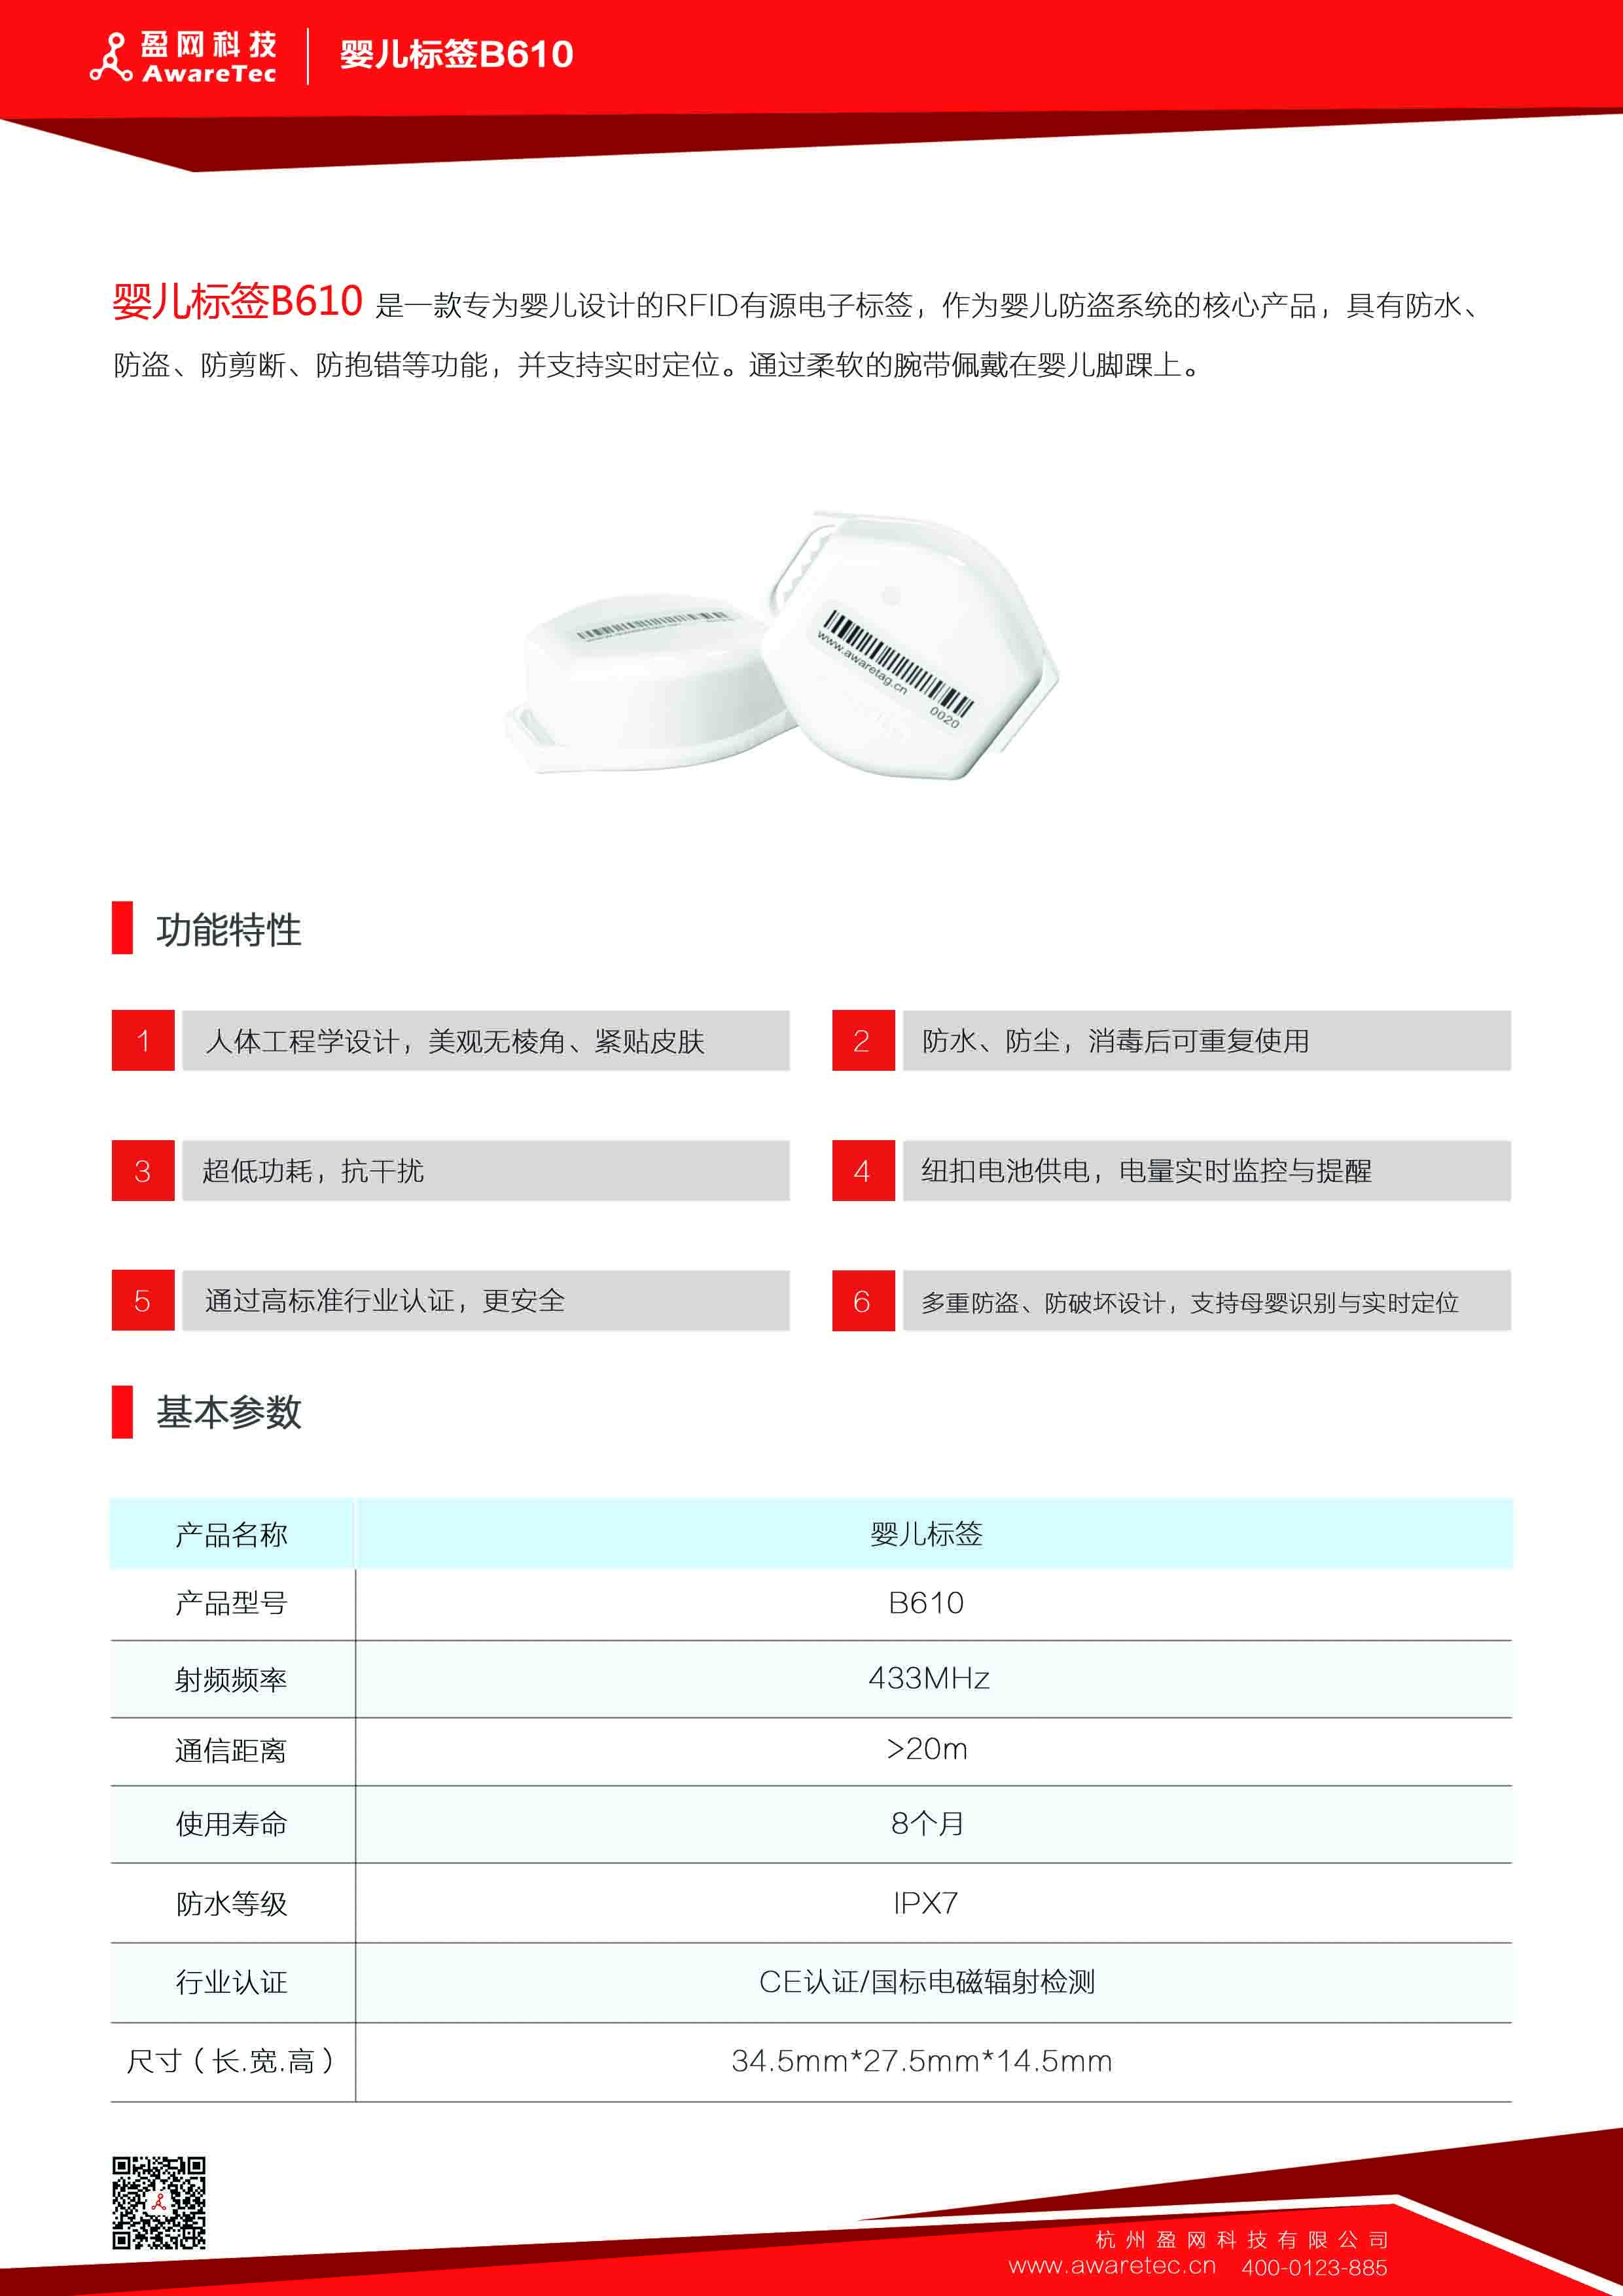 盈网科技
AwareTec
婴儿标签B610
婴儿标签B610 是一款专为婴儿设计的RFID有源电子标签，作为婴儿防盗系统的核心产品，具有防水、
防盗、防剪断、防抱错等功能，并支持实时定位。通过柔软的腕带佩戴在婴儿脚踝上。
www.awaretag.cn
0020
功能特性
1 人体工程学设计，美观无棱角、紧贴皮肤
2 防水、防尘，消毒后可重复使用
3 超低功耗，抗干扰
4 纽扣电池供电，电量实时监控与提醒
5 通过高标准行业认证，更安全
6 多重防盗、防破坏设计，支持母婴识别与实时定位
基本参数
产品名称 婴儿标签
产品型号 B610
射频频率 433MHz
通信距离 >20m
使用寿命 8个月
防水等级 IPX7
行业认证 CE认证/国标电磁辐射检测
尺寸（长.宽.高） 34.5mm*27.5mm*14.5mm
杭州盈网科技有限公司
www.awaretec.cn 400-0123-885